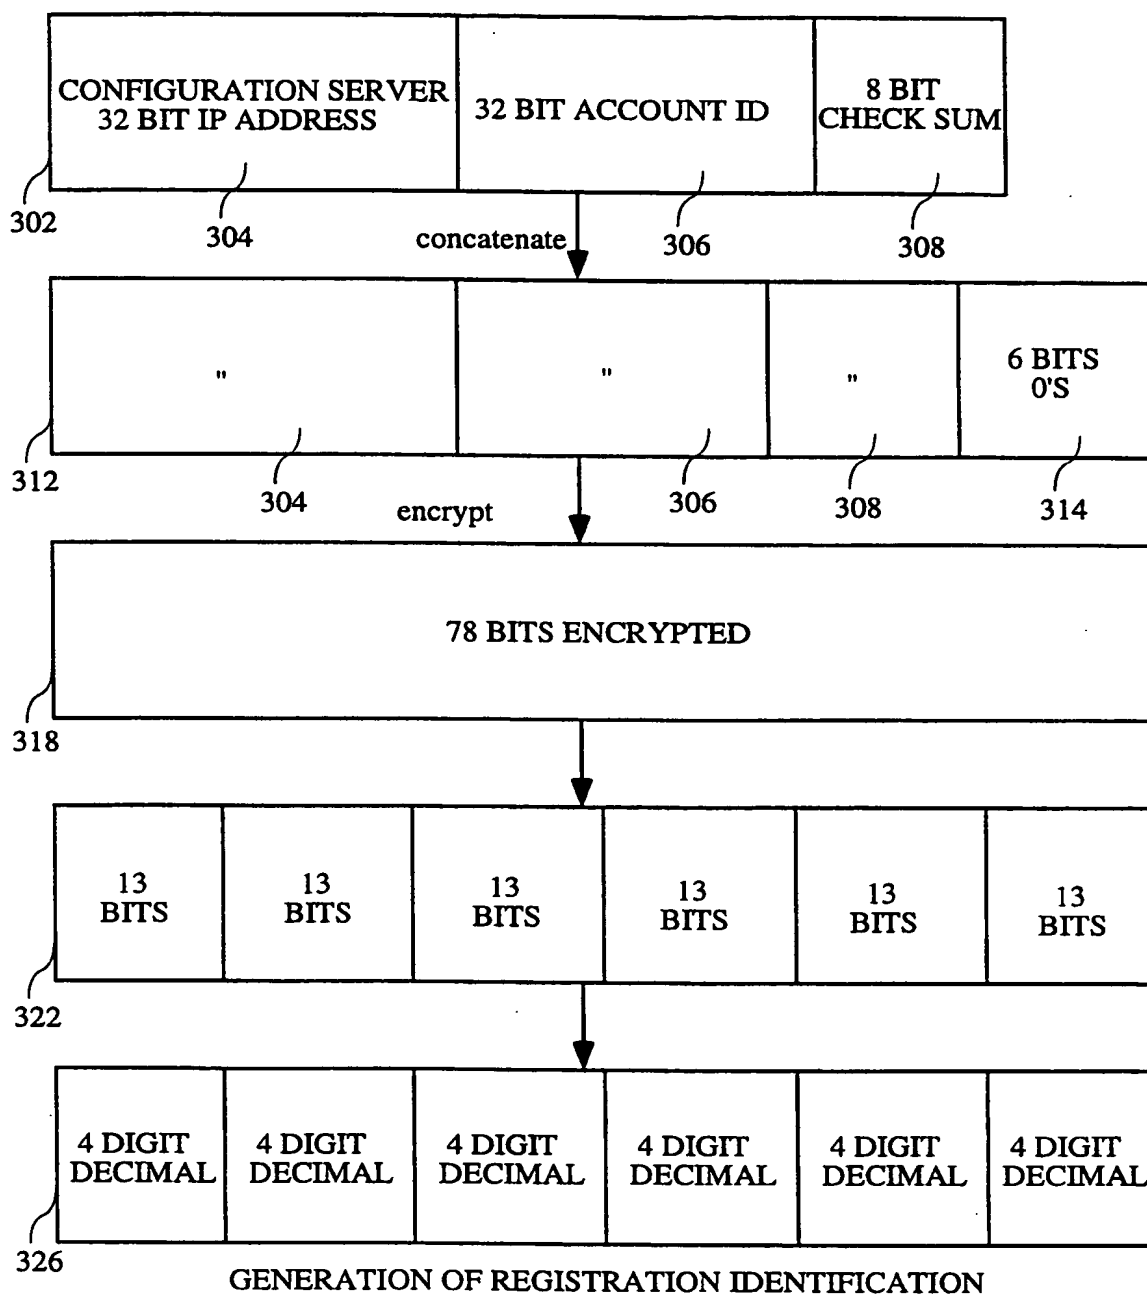 CONFIGURATION SERVER
32 BIT IP ADDRESS
32 BIT ACCOUNT ID
8 BIT
CHECK SUM
302
304
concatenate
306
308
"
"
"
6 BITS
0'S
312
304
encrypt
306
308
314
78 BITS ENCRYPTED
318
13
BITS
13
BITS
13
BITS
13
BITS
13
BITS
13
BITS
322
4 DIGIT
DECIMAL
4 DIGIT
DECIMAL
4 DIGIT
DECIMAL
4 DIGIT
DECIMAL
4 DIGIT
DECIMAL
4 DIGIT
DECIMAL
326
GENERATION OF REGISTRATION IDENTIFICATION